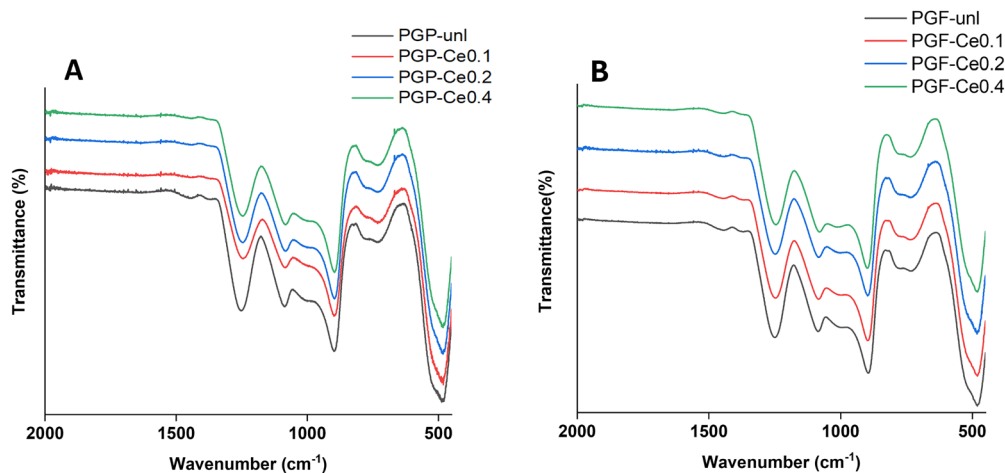 A
PGP-unl
PGP-Ce0.1
PGP-Ce0.2
PGP-Ce0.4
Transmittance (%)
2000
1500
1000
500
Wavenumber (cm⁻¹)
B
PGF-unl
PGF-Ce0.1
PGF-Ce0.2
PGF-Ce0.4
Transmittance(%)
2000
1500
1000
500
Wavenumber (cm⁻¹)